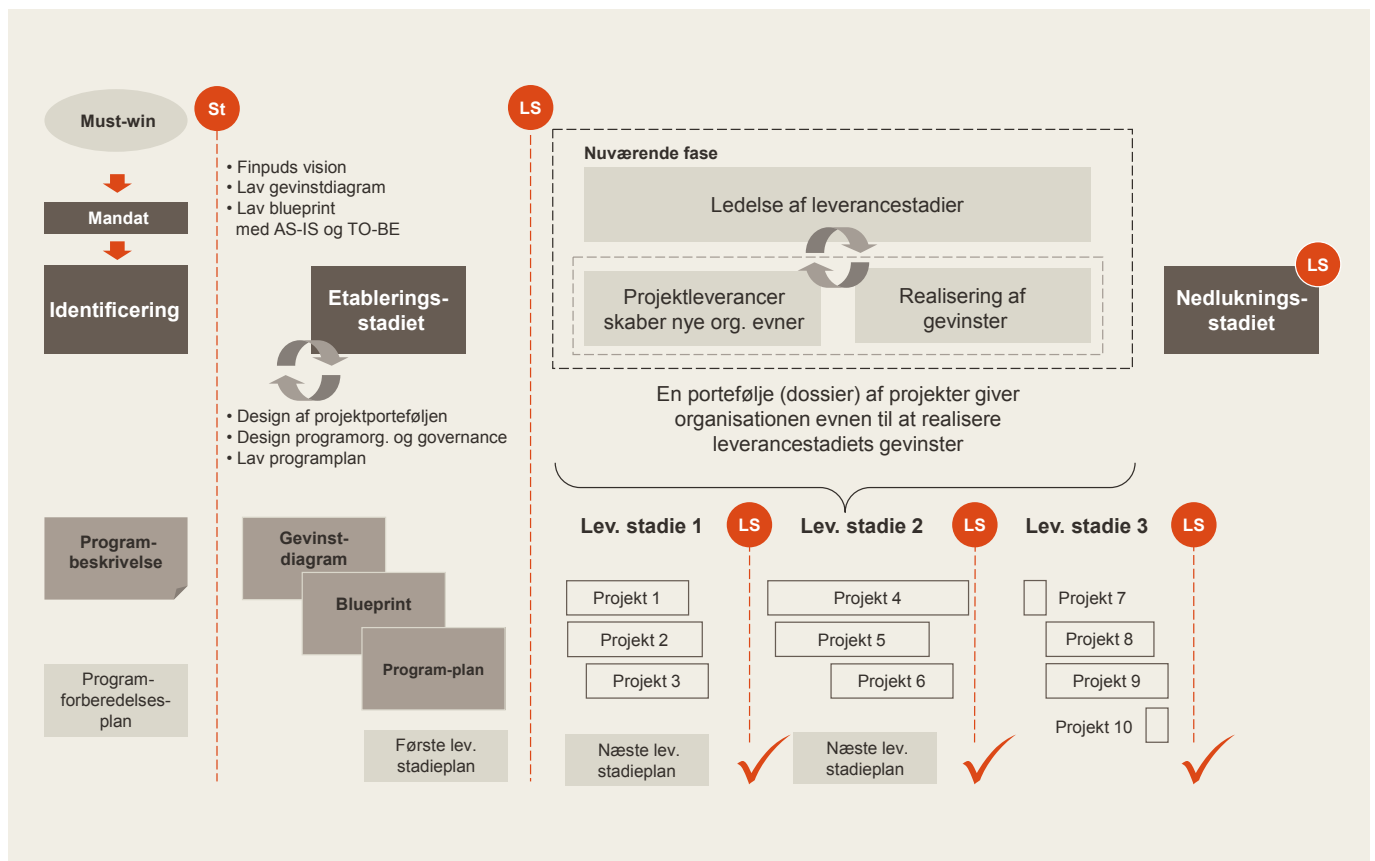 Must-win
Mandat
Identificering
Program-
beskrivelse
Program-
forberedelses-
plan
St
• Finpuds vision
• Lav gevinstdiagram
• Lav blueprint
med AS-IS og TO-BE
Etablerings-
stadiet
• Design af projektporteføljen
• Design programorg. og governance
• Lav programplan
Gevinst-
diagram
Blueprint
Program-plan
Første lev.
stadieplan
LS
Nuværende fase
Ledelse af leverancestadier
Projektleverancer
skaber nye org. evner
Realisering af
gevinster
Nedluknings-
stadiet
LS
En portefølje (dossier) af projekter giver
organisationen evnen til at realisere
leverancestadiets gevinster
Lev. stadie 1
LS
Projekt 1
Projekt 2
Projekt 3
Næste lev.
stadieplan
Lev. stadie 2
LS
Projekt 4
Projekt 5
Projekt 6
Næste lev.
stadieplan
Lev. stadie 3
LS
Projekt 7
Projekt 8
Projekt 9
Projekt 10